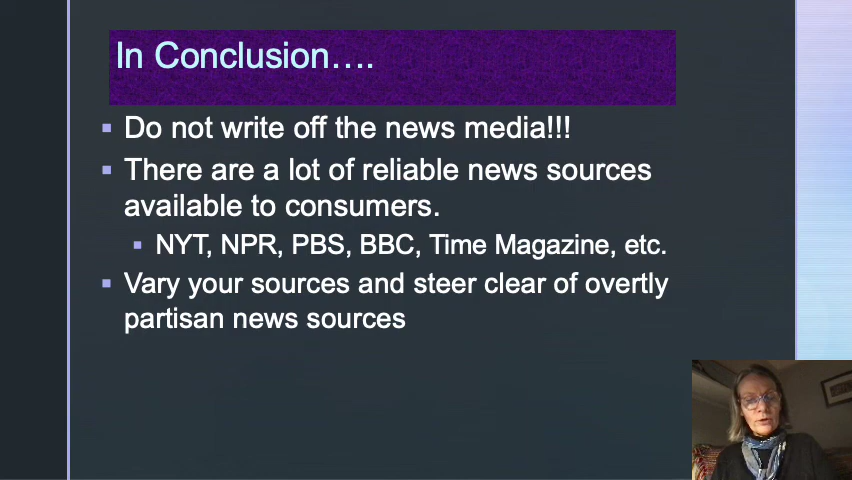 In Conclusion….
Do not write off the news media!!!
There are a lot of reliable news sources
available to consumers.
NYT, NPR, PBS, BBC, Time Magazine, etc.
Vary your sources and steer clear of overtly
partisan news sources